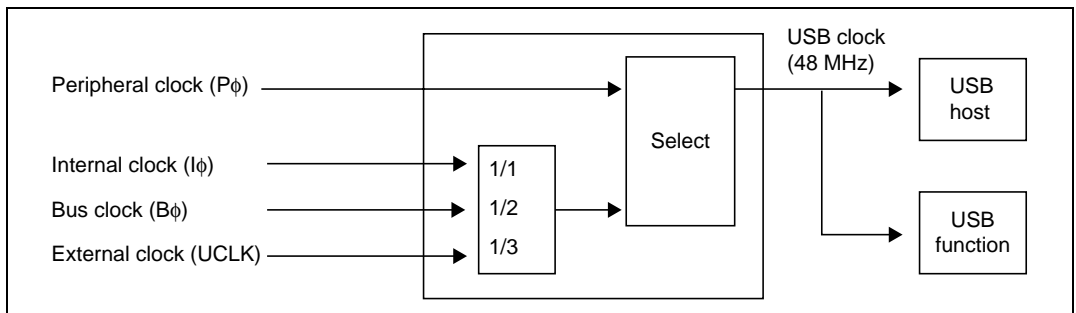 USB clock
(48 MHz)
Peripheral clock (Pϕ)
USB
host
Select
Internal clock (Iϕ)
1/1
Bus clock (Bϕ)
1/2
External clock (UCLK)
1/3
USB
function